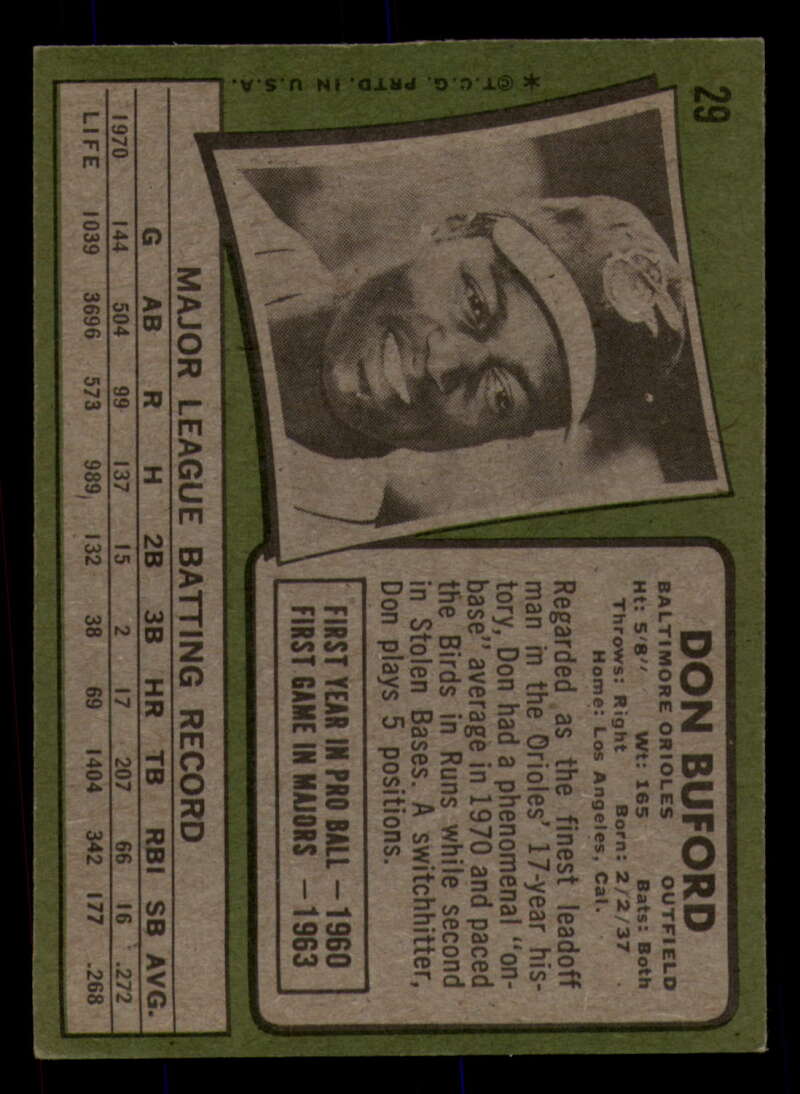 29
DON BUFORD
BALTIMORE ORIOLES OUTFIELD
Ht: 5'8" Wt: 165 Bats: Both
Throws: Right Born: 2/2/37
Home: Los Angeles, Cal.
Regarded as the finest leadoff
man in the Orioles' 17-year his-
tory, Don had a phenomenal "on-
base" average in 1970 and paced
the Birds in Runs while second
in Stolen Bases. A switchhitter,
Don plays 5 positions.
FIRST YEAR IN PRO BALL — 1960
FIRST GAME IN MAJORS — 1963
MAJOR LEAGUE BATTING RECORD
G AB R H 2B 3B HR TB RBI SB AVG.
1970 144 504 99 137 15 2 17 207 66 16 .272
LIFE 1039 3696 573 989 132 38 69 1404 342 177 .268
* ©T.C.G. PRTD. IN U.S.A.